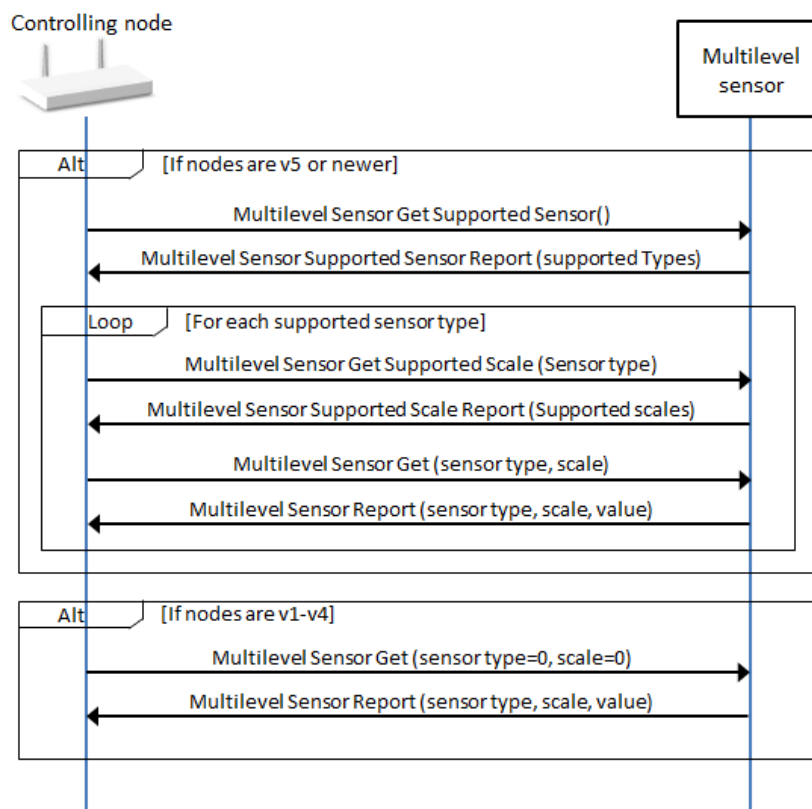 Controlling node
Multilevel
sensor
Alt
[If nodes are v5 or newer]
Multilevel Sensor Get Supported Sensor()
Multilevel Sensor Supported Sensor Report (supported Types)
Loop
[For each supported sensor type]
Multilevel Sensor Get Supported Scale (Sensor type)
Multilevel Sensor Supported Scale Report (Supported scales)
Multilevel Sensor Get (sensor type, scale)
Multilevel Sensor Report (sensor type, scale, value)
Alt
[If nodes are v1-v4]
Multilevel Sensor Get (sensor type=0, scale=0)
Multilevel Sensor Report (sensor type, scale, value)